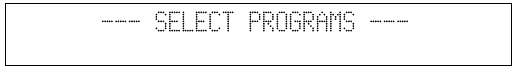 --- SELECT PROGRAMS ---